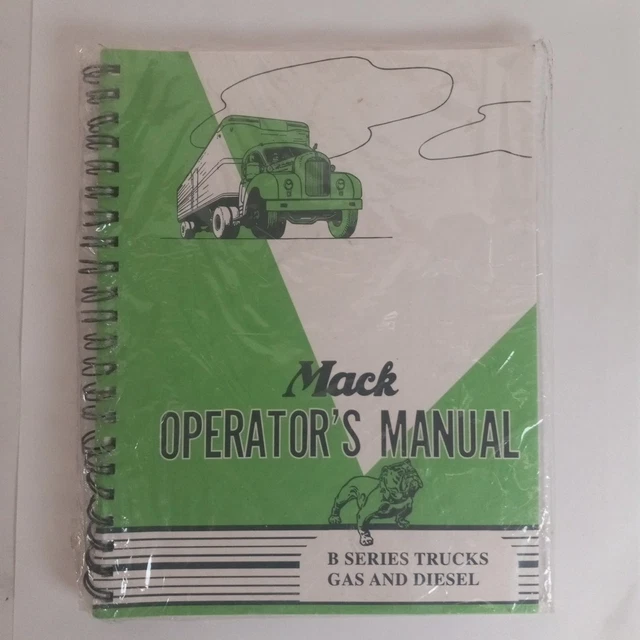 Mack
OPERATOR'S MANUAL
B SERIES TRUCKS
GAS AND DIESEL